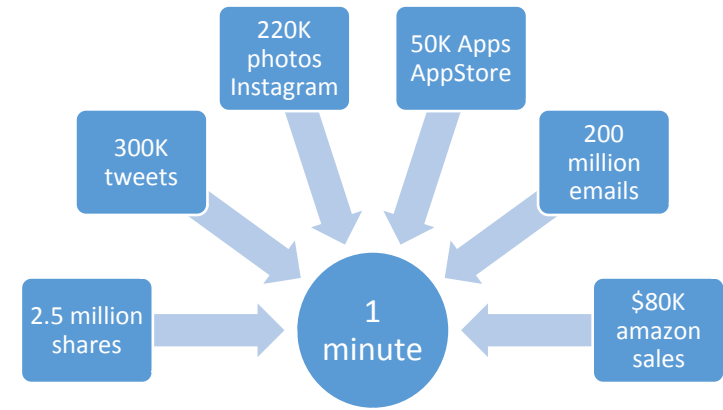 220K
photos
Instagram
50K Apps
AppStore
300K
tweets
200
million
emails
2.5 million
shares
1
minute
$80K
amazon
sales